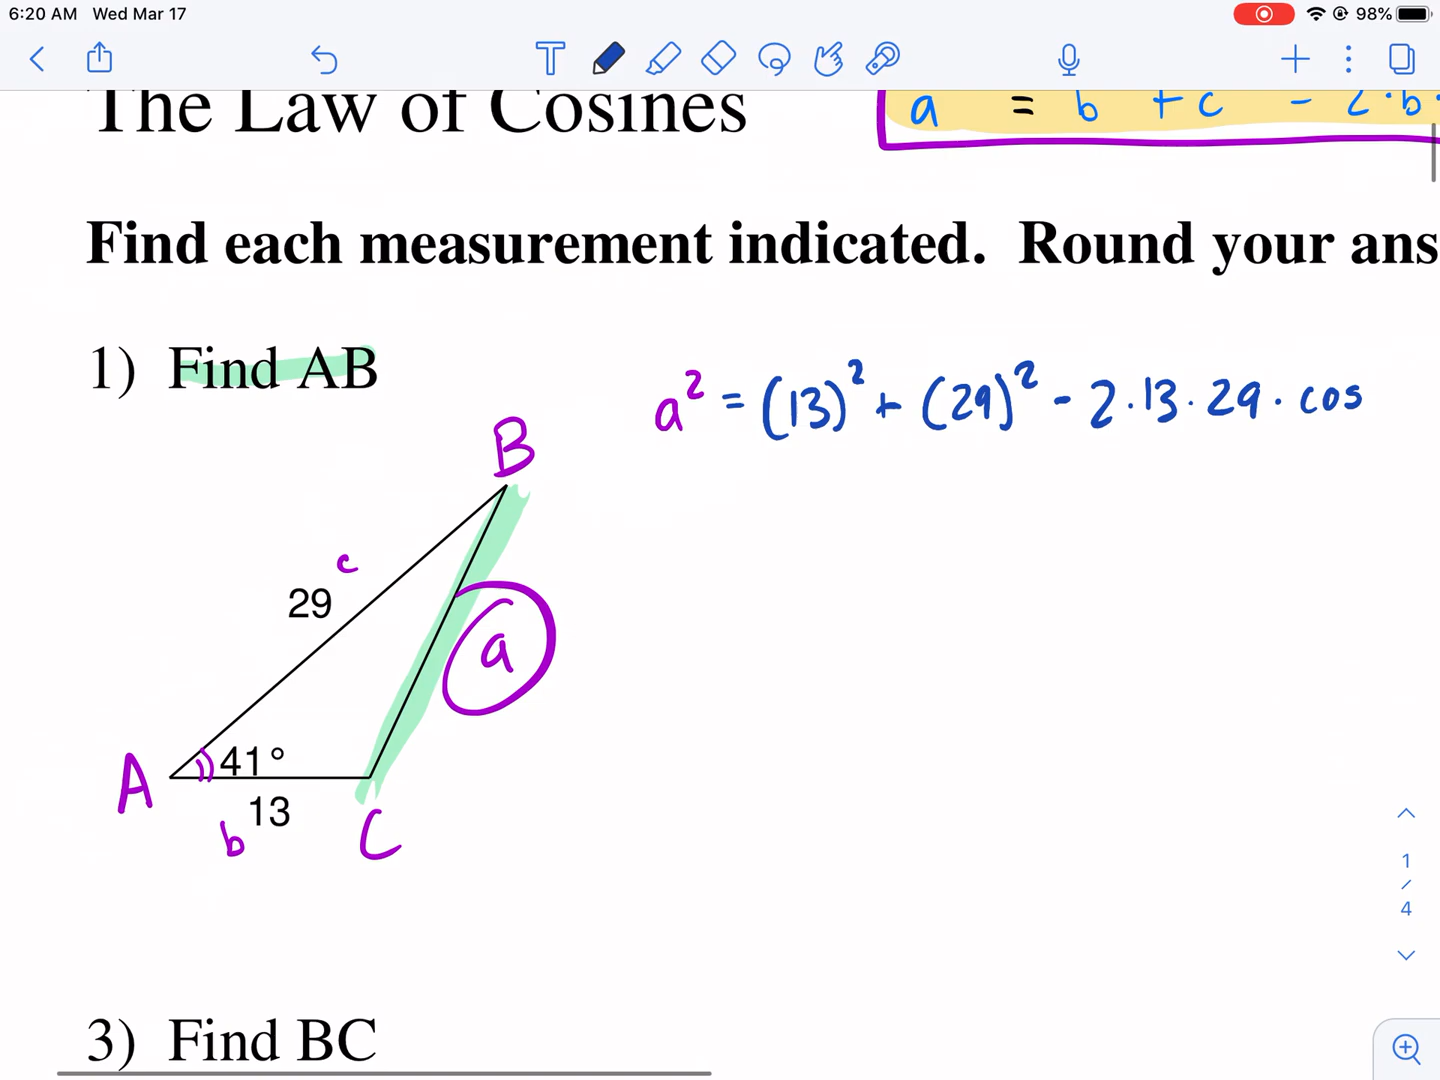 6:20 AM Wed Mar 17 98%
The Law of Cosines
a = b + c - 2 · b ·
Find each measurement indicated. Round your ans
1) Find AB
a² = (13)² + (29)² - 2 · 13 · 29 · cos
B
c
29
a
A
41°
13
b
C
1
/
4
3) Find BC